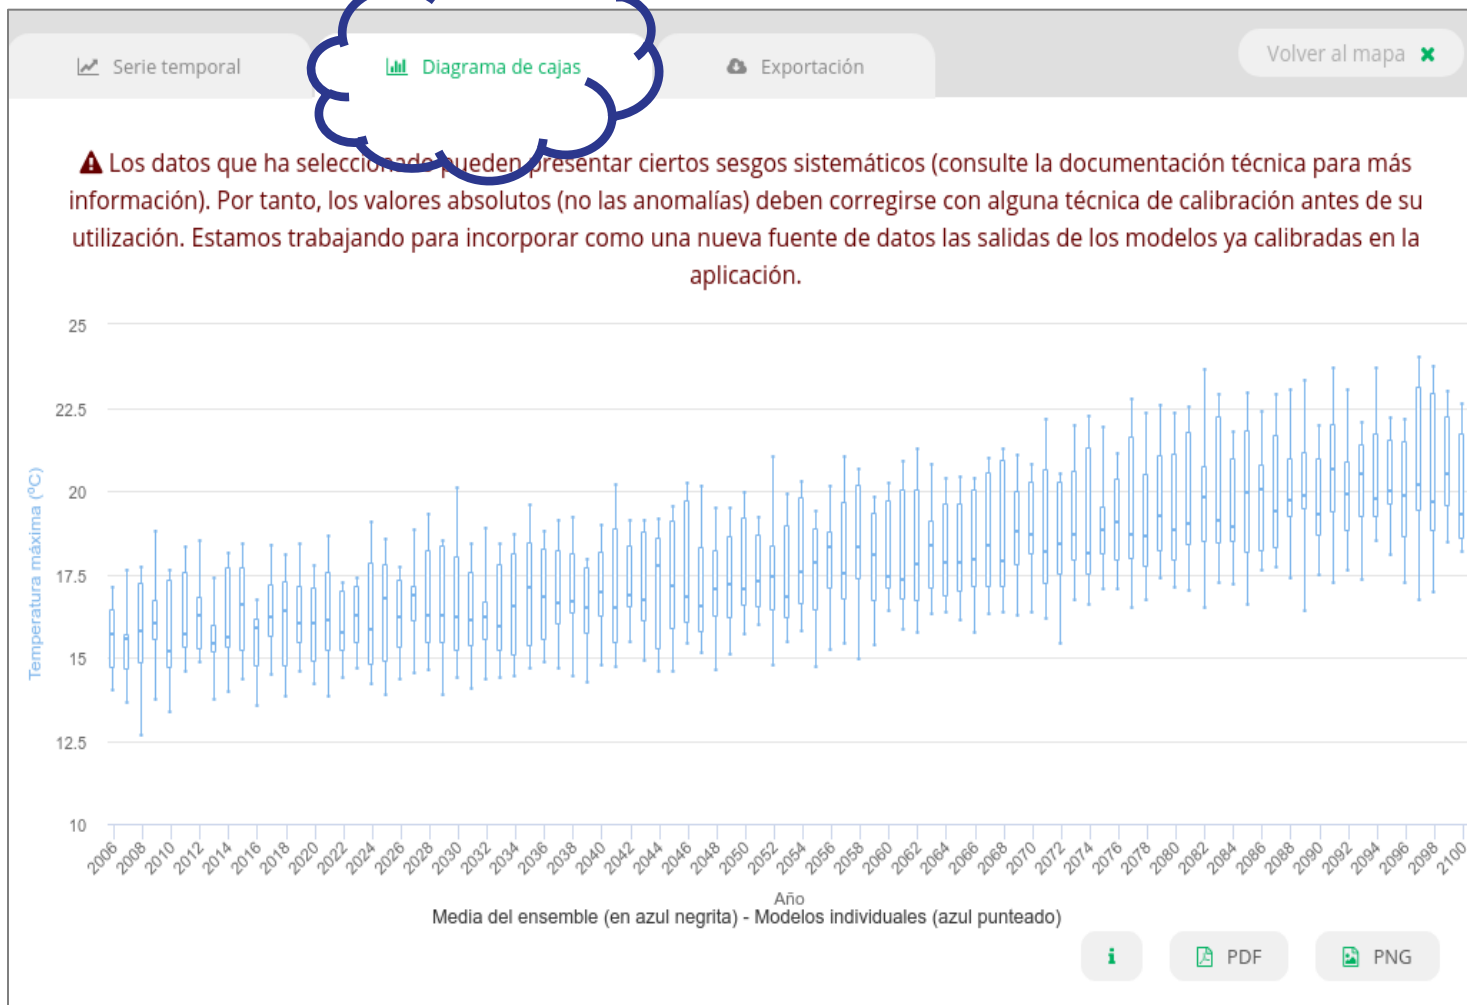 Serie temporal
Diagrama de cajas
Exportación
Volver al mapa
Los datos que ha seleccionado pueden presentar ciertos sesgos sistemáticos (consulte la documentación técnica para más
información). Por tanto, los valores absolutos (no las anomalías) deben corregirse con alguna técnica de calibración antes de su
utilización. Estamos trabajando para incorporar como una nueva fuente de datos las salidas de los modelos ya calibradas en la
aplicación.
25
22.5
20
17.5
15
12.5
10
Temperatura máxima (ºC)
2006 2008 2010 2012 2014 2016 2018 2020 2022 2024 2026 2028 2030 2032 2034 2036 2038 2040 2042 2044 2046 2048 2050 2052 2054 2056 2058 2060 2062 2064 2066 2068 2070 2072 2074 2076 2078 2080 2082 2084 2086 2088 2090 2092 2094 2096 2098 2100
Año
Media del ensemble (en azul negrita) - Modelos individuales (azul punteado)
i
PDF
PNG